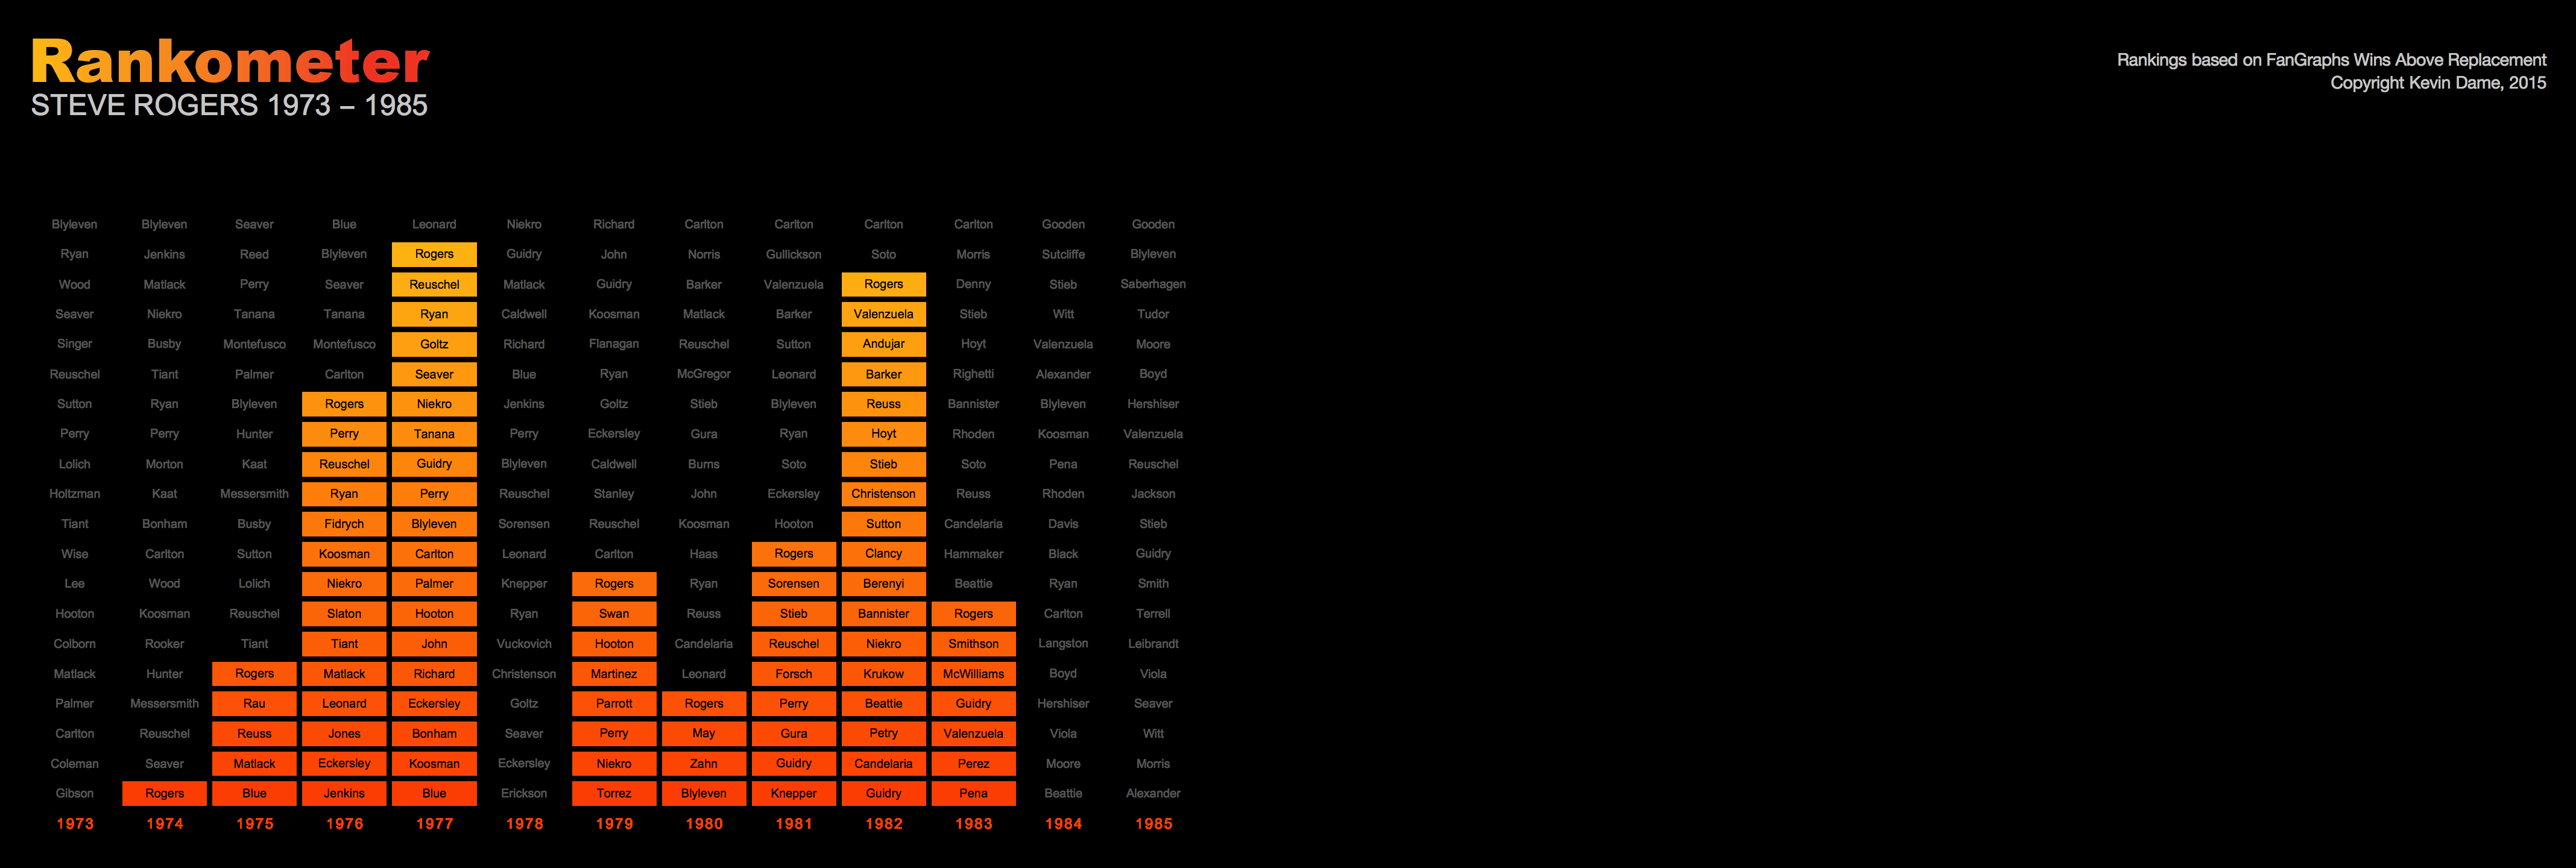 Rankometer
STEVE ROGERS 1973 – 1985
Rankings based on FanGraphs Wins Above Replacement
Copyright Kevin Dame, 2015
Blyleven Blyleven Seaver Blue Leonard Niekro Richard Carlton Carlton Carlton Carlton Gooden Gooden
Ryan Jenkins Reed Blyleven Rogers Guidry John Norris Gullickson Soto Morris Sutcliffe Blyleven
Wood Matlack Perry Seaver Reuschel Matlack Guidry Barker Valenzuela Rogers Denny Stieb Saberhagen
Seaver Niekro Tanana Tanana Ryan Caldwell Koosman Matlack Barker Valenzuela Stieb Witt Tudor
Singer Busby Montefusco Montefusco Goltz Richard Flanagan Reuschel Sutton Andujar Hoyt Valenzuela Moore
Reuschel Tiant Palmer Carlton Seaver Blue Ryan McGregor Leonard Barker Righetti Alexander Boyd
Sutton Ryan Blyleven Rogers Niekro Jenkins Goltz Stieb Blyleven Reuss Bannister Blyleven Hershiser
Perry Perry Hunter Perry Tanana Perry Eckersley Gura Ryan Hoyt Rhoden Koosman Valenzuela
Lolich Morton Kaat Reuschel Guidry Blyleven Caldwell Burns Soto Stieb Soto Pena Reuschel
Holtzman Kaat Messersmith Ryan Perry Reuschel Stanley John Eckersley Christenson Reuss Rhoden Jackson
Tiant Bonham Busby Fidrych Blyleven Sorensen Reuschel Koosman Hooton Sutton Candelaria Davis Stieb
Wise Carlton Sutton Koosman Carlton Leonard Carlton Haas Rogers Clancy Hammaker Black Guidry
Lee Wood Lolich Niekro Palmer Knepper Rogers Ryan Sorensen Berenyi Beattie Ryan Smith
Hooton Koosman Reuschel Slaton Hooton Ryan Swan Reuss Stieb Bannister Rogers Carlton Terrell
Colborn Rooker Tiant Tiant John Vuckovich Hooton Candelaria Reuschel Niekro Smithson Langston Leibrandt
Matlack Hunter Rogers Matlack Richard Christenson Martinez Leonard Forsch Krukow McWilliams Boyd Viola
Palmer Messersmith Rau Leonard Eckersley Goltz Parrott Rogers Perry Beattie Guidry Hershiser Seaver
Carlton Reuschel Reuss Jones Bonham Seaver Perry May Gura Petry Valenzuela Viola Witt
Coleman Seaver Matlack Eckersley Koosman Eckersley Niekro Zahn Guidry Candelaria Perez Moore Morris
Gibson Rogers Blue Jenkins Blue Erickson Torrez Blyleven Knepper Guidry Pena Beattie Alexander
1973 1974 1975 1976 1977 1978 1979 1980 1981 1982 1983 1984 1985